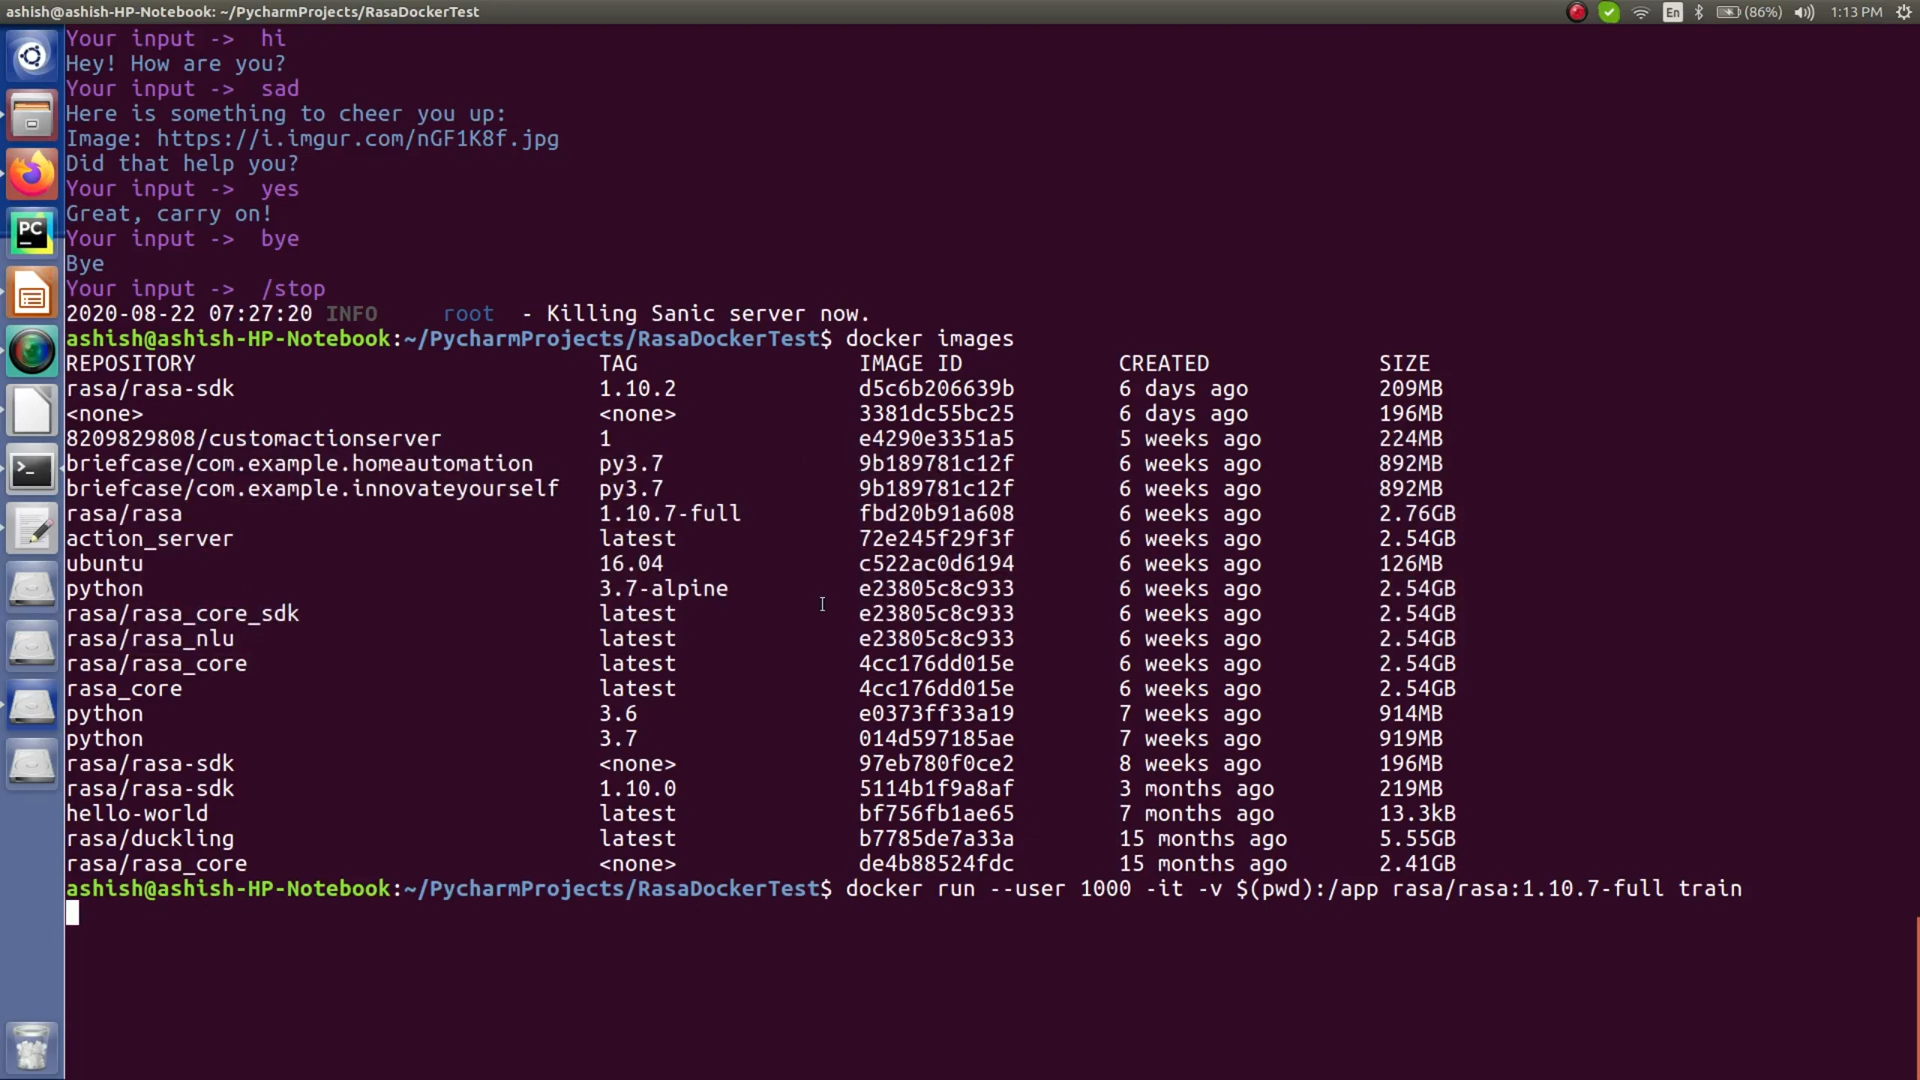 ashish@ashish-HP-Notebook: ~/PycharmProjects/RasaDockerTest En (86%) 1:13 PM
Your input ->  hi
Hey! How are you?
Your input ->  sad
Here is something to cheer you up:
Image: https://i.imgur.com/nGF1K8f.jpg
Did that help you?
Your input ->  yes
Great, carry on!
Your input ->  bye
Bye
Your input ->  /stop
2020-08-22 07:27:20 INFO     root  - Killing Sanic server now.
ashish@ashish-HP-Notebook:~/PycharmProjects/RasaDockerTest$ docker images
REPOSITORY TAG IMAGE ID CREATED SIZE
rasa/rasa-sdk 1.10.2 d5c6b206639b 6 days ago 209MB
<none> <none> 3381dc55bc25 6 days ago 196MB
8209829808/customactionserver 1 e4290e3351a5 5 weeks ago 224MB
briefcase/com.example.homeautomation py3.7 9b189781c12f 6 weeks ago 892MB
briefcase/com.example.innovateyourself py3.7 9b189781c12f 6 weeks ago 892MB
rasa/rasa 1.10.7-full fbd20b91a608 6 weeks ago 2.76GB
action_server latest 72e245f29f3f 6 weeks ago 2.54GB
ubuntu 16.04 c522ac0d6194 6 weeks ago 126MB
python 3.7-alpine e23805c8c933 6 weeks ago 2.54GB
rasa/rasa_core_sdk latest e23805c8c933 6 weeks ago 2.54GB
rasa/rasa_nlu latest e23805c8c933 6 weeks ago 2.54GB
rasa/rasa_core latest 4cc176dd015e 6 weeks ago 2.54GB
rasa_core latest 4cc176dd015e 6 weeks ago 2.54GB
python 3.6 e0373ff33a19 7 weeks ago 914MB
python 3.7 014d597185ae 7 weeks ago 919MB
rasa/rasa-sdk <none> 97eb780f0ce2 8 weeks ago 196MB
rasa/rasa-sdk 1.10.0 5114b1f9a8af 3 months ago 219MB
hello-world latest bf756fb1ae65 7 months ago 13.3kB
rasa/duckling latest b7785de7a33a 15 months ago 5.55GB
rasa/rasa_core <none> de4b88524fdc 15 months ago 2.41GB
ashish@ashish-HP-Notebook:~/PycharmProjects/RasaDockerTest$ docker run --user 1000 -it -v $(pwd):/app rasa/rasa:1.10.7-full train
PC